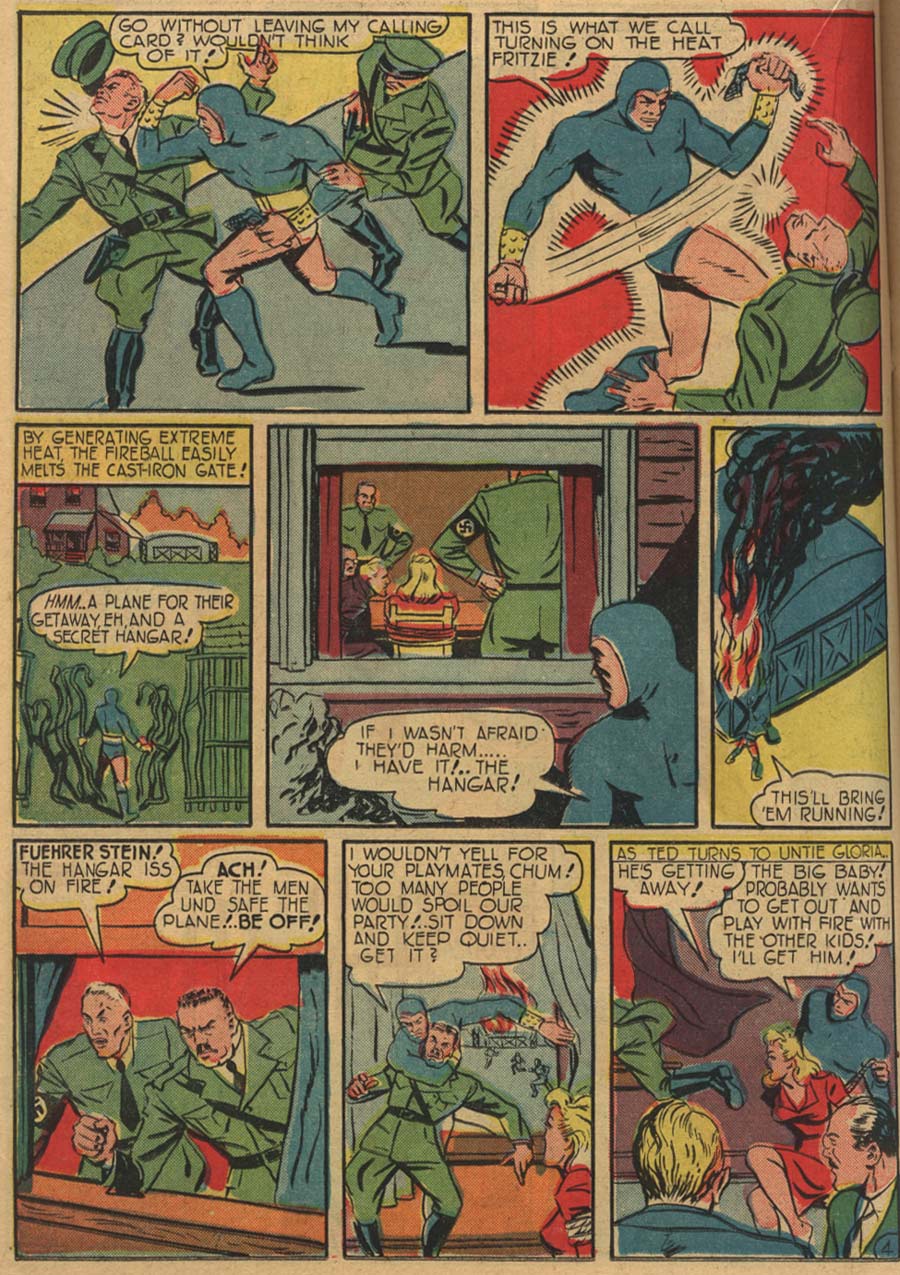 GO WITHOUT LEAVING MY CALLING
CARD? WOULDN'T THINK
OF IT!
THIS IS WHAT WE CALL
TURNING ON THE HEAT
FRITZIE!
BY GENERATING EXTREME
HEAT, THE FIREBALL EASILY
MELTS THE CAST-IRON GATE!
HMM..A PLANE FOR THEIR
GETAWAY, EH, AND A
SECRET HANGAR!
IF I WASN'T AFRAID
THEY'D HARM.....
I HAVE IT!..THE
HANGAR!
THIS'LL BRING
'EM RUNNING!
FUEHRER STEIN!
THE HANGAR ISS
ON FIRE!
ACH!
TAKE THE MEN
UND SAFE THE
PLANE!..BE OFF!
I WOULDN'T YELL FOR
YOUR PLAYMATES, CHUM!
TOO MANY PEOPLE
WOULD SPOIL OUR
PARTY!..SIT DOWN
AND KEEP QUIET..
GET IT?
AS TED TURNS TO UNTIE GLORIA..
HE'S GETTING
AWAY!
THE BIG BABY!
PROBABLY WANTS
TO GET OUT AND
PLAY WITH FIRE WITH
THE OTHER KIDS!
I'LL GET HIM!
4